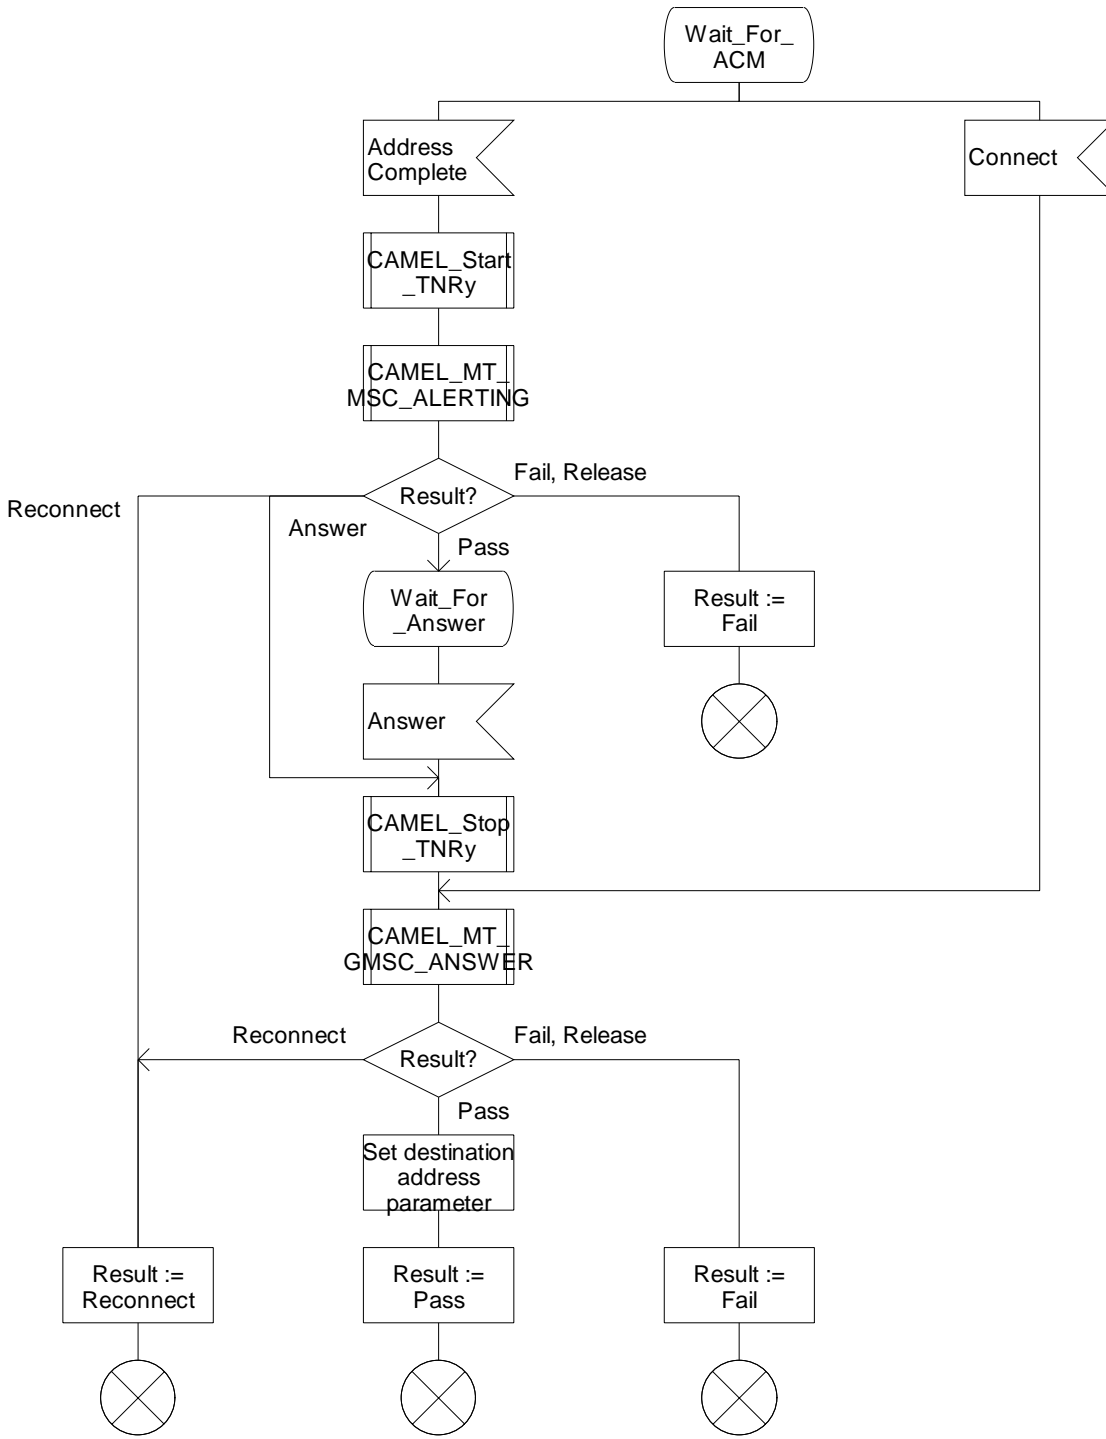 Wait_For_
ACM
Address
Complete
Connect
CAMEL_Start
_TNRy
CAMEL_MT_
MSC_ALERTING
Fail, Release
Result?
Reconnect
Answer
Pass
Wait_For
_Answer
Result :=
Fail
Answer
CAMEL_Stop
_TNRy
CAMEL_MT_
GMSC_ANSWER
Reconnect
Fail, Release
Result?
Pass
Set destination
address
parameter
Result :=
Reconnect
Result :=
Pass
Result :=
Fail